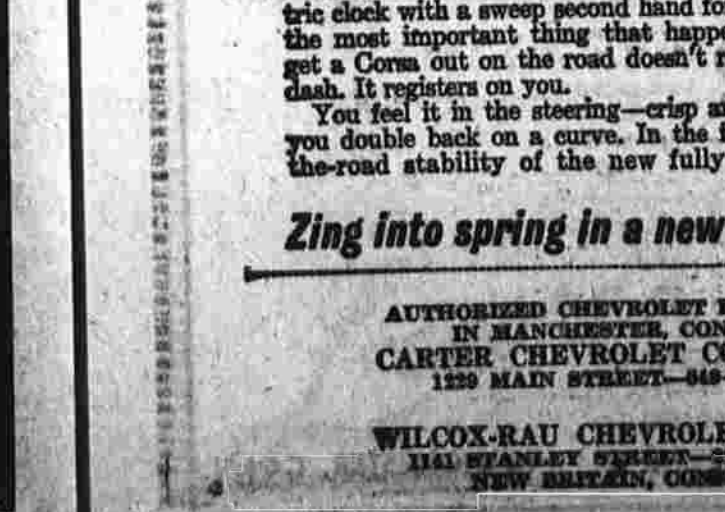 tric clock with a sweep second hand fo
the most important thing that happe
get a Corsa out on the road doesn't r
dash. It registers on you.
You feel it in the steering—crisp a
you double back on a curve. In the
the-road stability of the new fully
Zing into spring in a new
AUTHORIZED CHEVROLET
IN MANCHESTER, CON
CARTER CHEVROLET CO
1229 MAIN STREET—649-
WILCOX-RAU CHEVROLE
1141 STANLEY STREET—
NEW BRITAIN, CONN